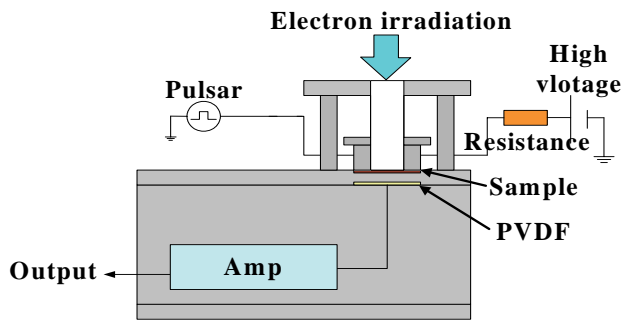 Electron irradiation
High
vlotage
Pulsar
Resistance
Sample
PVDF
Amp
Output